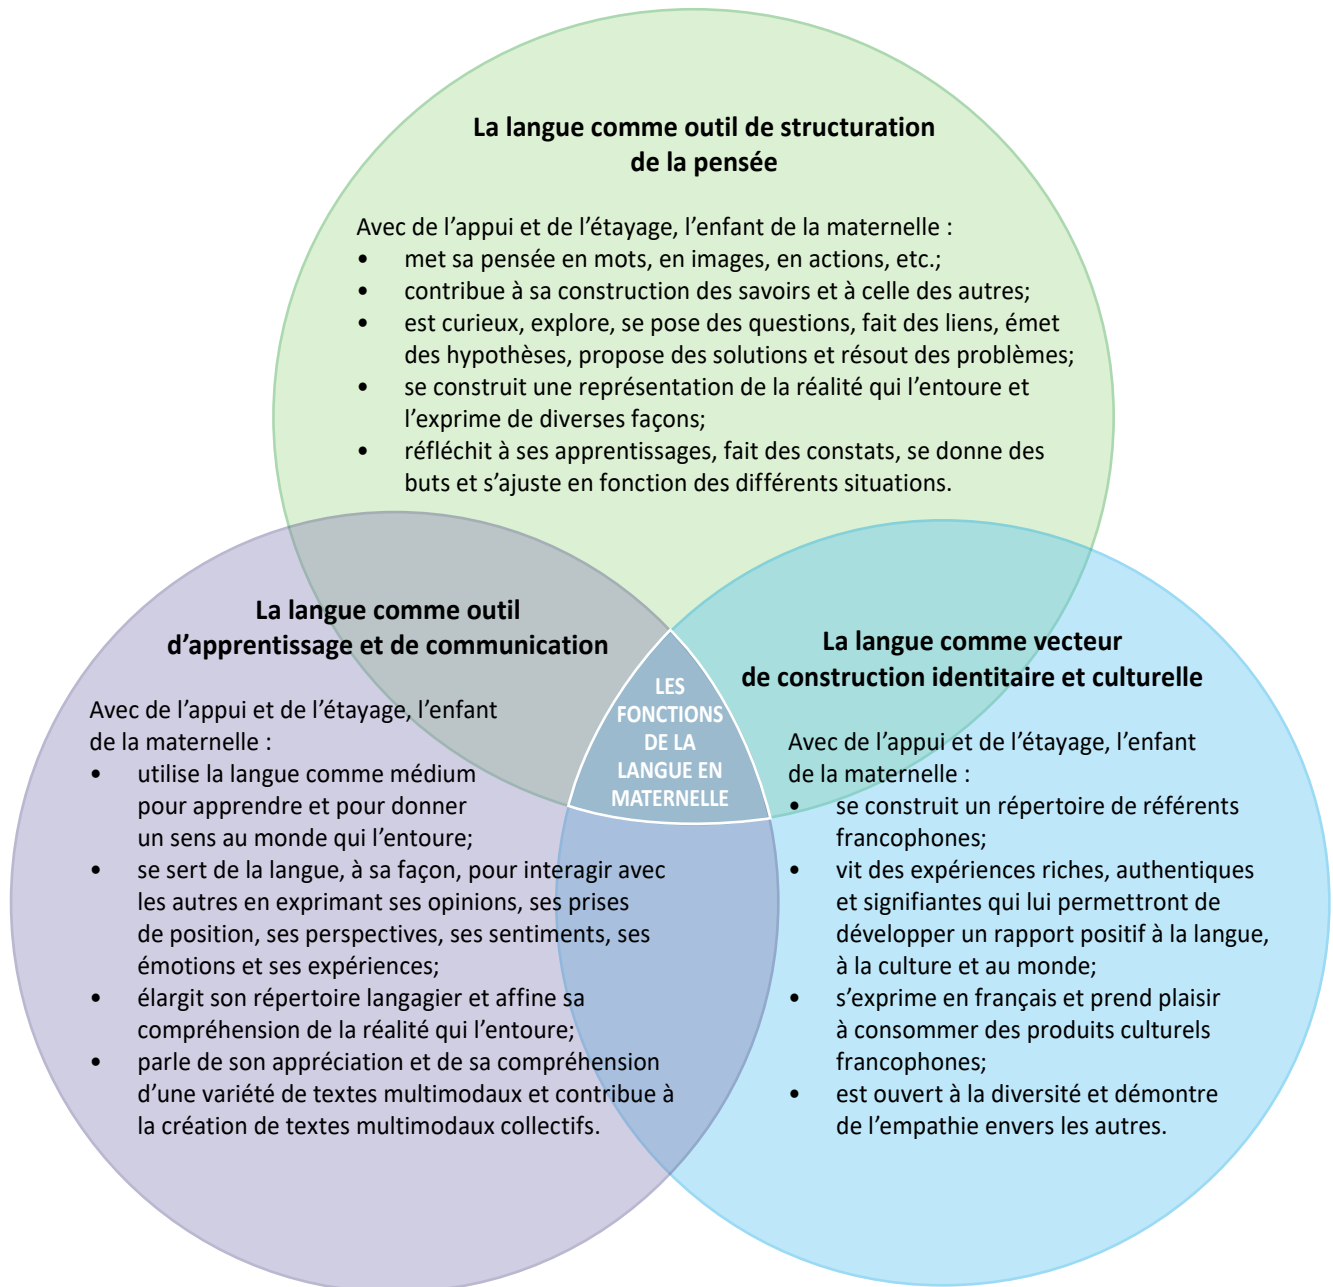 La langue comme outil de structuration
de la pensée
Avec de l’appui et de l’étayage, l’enfant de la maternelle :
• met sa pensée en mots, en images, en actions, etc.;
• contribue à sa construction des savoirs et à celle des autres;
• est curieux, explore, se pose des questions, fait des liens, émet
des hypothèses, propose des solutions et résout des problèmes;
• se construit une représentation de la réalité qui l’entoure et
l’exprime de diverses façons;
• réfléchit à ses apprentissages, fait des constats, se donne des
buts et s’ajuste en fonction des différents situations.
La langue comme outil
d’apprentissage et de communication
Avec de l’appui et de l’étayage, l’enfant
de la maternelle :
• utilise la langue comme médium
pour apprendre et pour donner
un sens au monde qui l’entoure;
• se sert de la langue, à sa façon, pour interagir avec
les autres en exprimant ses opinions, ses prises
de position, ses perspectives, ses sentiments, ses
émotions et ses expériences;
• élargit son répertoire langagier et affine sa
compréhension de la réalité qui l’entoure;
• parle de son appréciation et de sa compréhension
d’une variété de textes multimodaux et contribue à
la création de textes multimodaux collectifs.
LES
FONCTIONS
DE LA
LANGUE EN
MATERNELLE
La langue comme vecteur
de construction identitaire et culturelle
Avec de l’appui et de l’étayage, l’enfant
de la maternelle :
• se construit un répertoire de référents
francophones;
• vit des expériences riches, authentiques
et signifiantes qui lui permettront de
développer un rapport positif à la langue,
à la culture et au monde;
• s’exprime en français et prend plaisir
à consommer des produits culturels
francophones;
• est ouvert à la diversité et démontre
de l’empathie envers les autres.